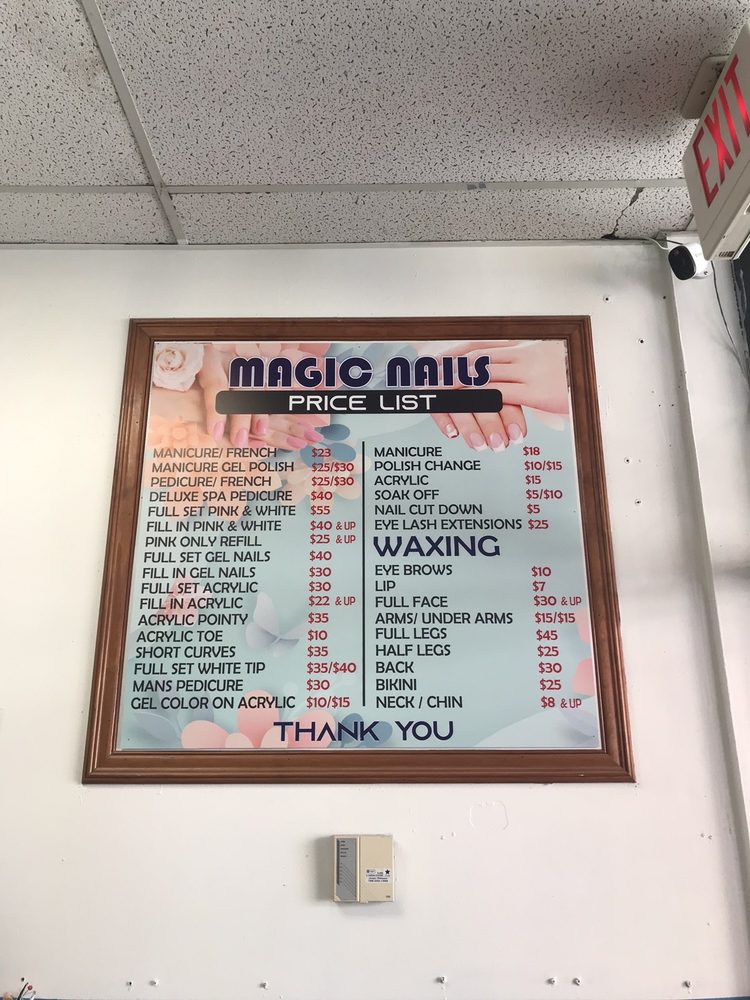 EXIT
MAGIC NAILS
PRICE LIST
MANICURE/ FRENCH $23
MANICURE GEL POLISH $25/$30
PEDICURE/ FRENCH $25/$30
DELUXE SPA PEDICURE $40
FULL SET PINK & WHITE $55
FILL IN PINK & WHITE $40 & UP
PINK ONLY REFILL $25 & UP
FULL SET GEL NAILS $40
FILL IN GEL NAILS $30
FULL SET ACRYLIC $30
FILL IN ACRYLIC $22 & UP
ACRYLIC POINTY $35
ACRYLIC TOE $10
SHORT CURVES $35
FULL SET WHITE TIP $35/$40
MANS PEDICURE $30
GEL COLOR ON ACRYLIC $10/$15
MANICURE $18
POLISH CHANGE $10/$15
ACRYLIC $15
SOAK OFF $5/$10
NAIL CUT DOWN $5
EYE LASH EXTENSIONS $25
WAXING
EYE BROWS $10
LIP $7
FULL FACE $30 & UP
ARMS/ UNDER ARMS $15/$15
FULL LEGS $45
HALF LEGS $25
BACK $30
BIKINI $25
NECK / CHIN $8 & UP
THANK YOU